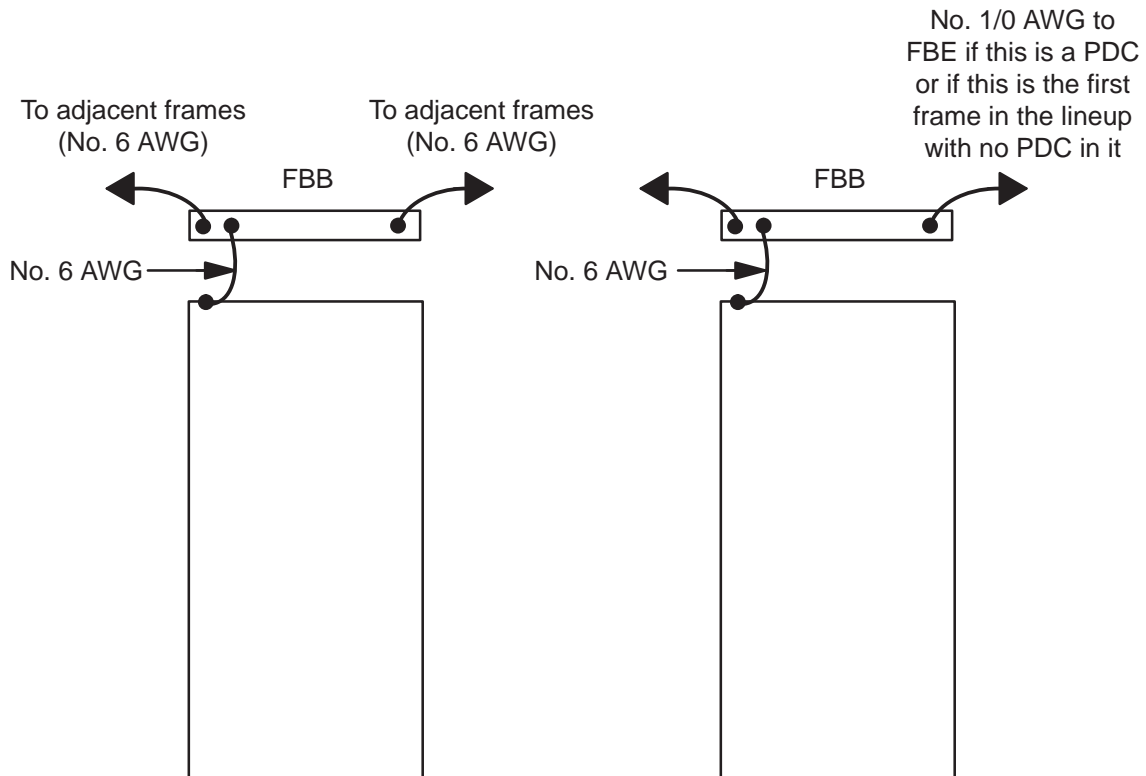 No. 1/0 AWG to
FBE if this is a PDC
or if this is the first
frame in the lineup
with no PDC in it
To adjacent frames
(No. 6 AWG)
To adjacent frames
(No. 6 AWG)
FBB
FBB
No. 6 AWG
No. 6 AWG